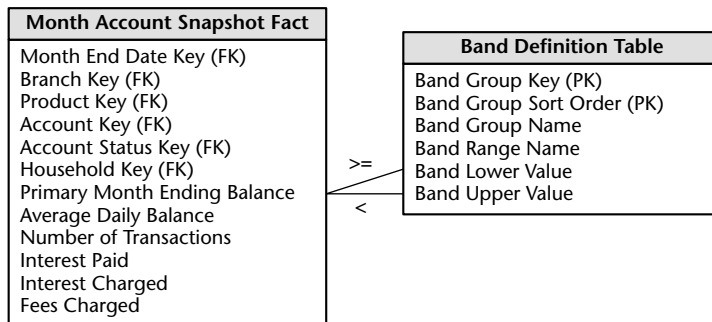 Month Account Snapshot Fact
Month End Date Key (FK)
Branch Key (FK)
Product Key (FK)
Account Key (FK)
Account Status Key (FK)
Household Key (FK)
Primary Month Ending Balance
Average Daily Balance
Number of Transactions
Interest Paid
Interest Charged
Fees Charged
>=
<
Band Definition Table
Band Group Key (PK)
Band Group Sort Order (PK)
Band Group Name
Band Range Name
Band Lower Value
Band Upper Value